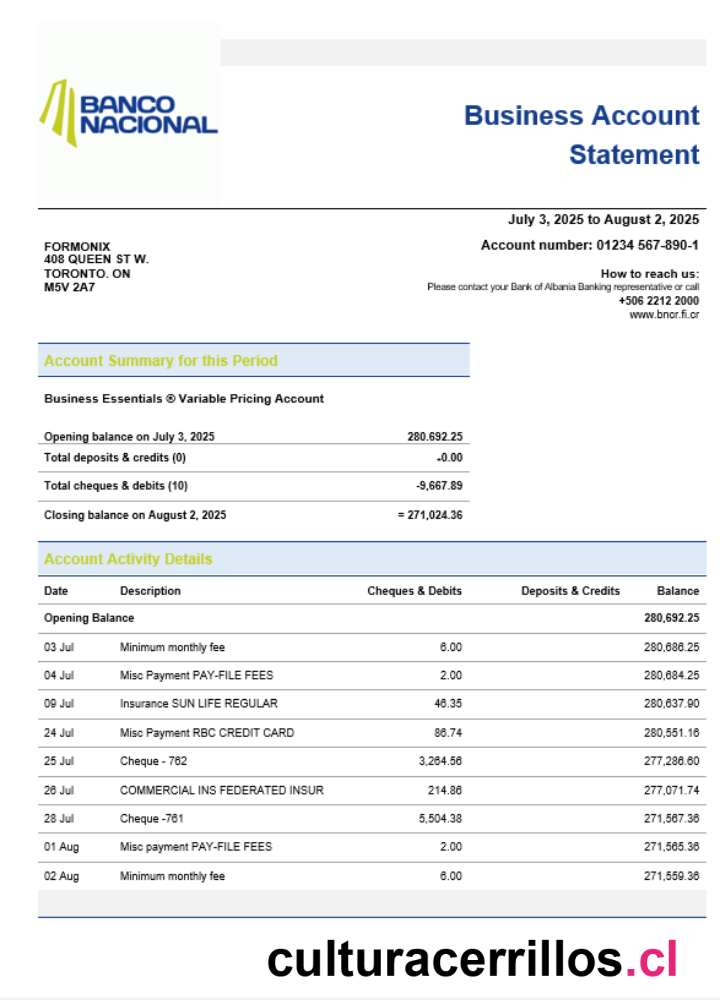 BANCO
NACIONAL
Business Account
Statement
July 3, 2025 to August 2, 2025
FORMONIX
408 QUEEN ST W.
TORONTO. ON
M5V 2A7
Account number: 01234 567-890-1
How to reach us:
Please contact your Bank of Albania Banking representative or call
+506 2212 2000
www.bncr.fi.cr
Account Summary for this Period
Business Essentials ® Variable Pricing Account
Opening balance on July 3, 2025 280.692.25
Total deposits & credits (0) -0.00
Total cheques & debits (10) -9,667.89
Closing balance on August 2, 2025 = 271,024.36
Account Activity Details
Date Description Cheques & Debits Deposits & Credits Balance
Opening Balance 280,692.25
03 Jul Minimum monthly fee 6.00 280,686.25
04 Jul Misc Payment PAY-FILE FEES 2.00 280,684.25
09 Jul Insurance SUN LIFE REGULAR 46.35 280,637.90
24 Jul Misc Payment RBC CREDIT CARD 86.74 280,551.16
25 Jul Cheque - 762 3,264.56 277,286.60
26 Jul COMMERCIAL INS FEDERATED INSUR 214.86 277,071.74
28 Jul Cheque -761 5,504.38 271,567.36
01 Aug Misc payment PAY-FILE FEES 2.00 271,565.36
02 Aug Minimum monthly fee 6.00 271,559.36
culturacerrillos.cl